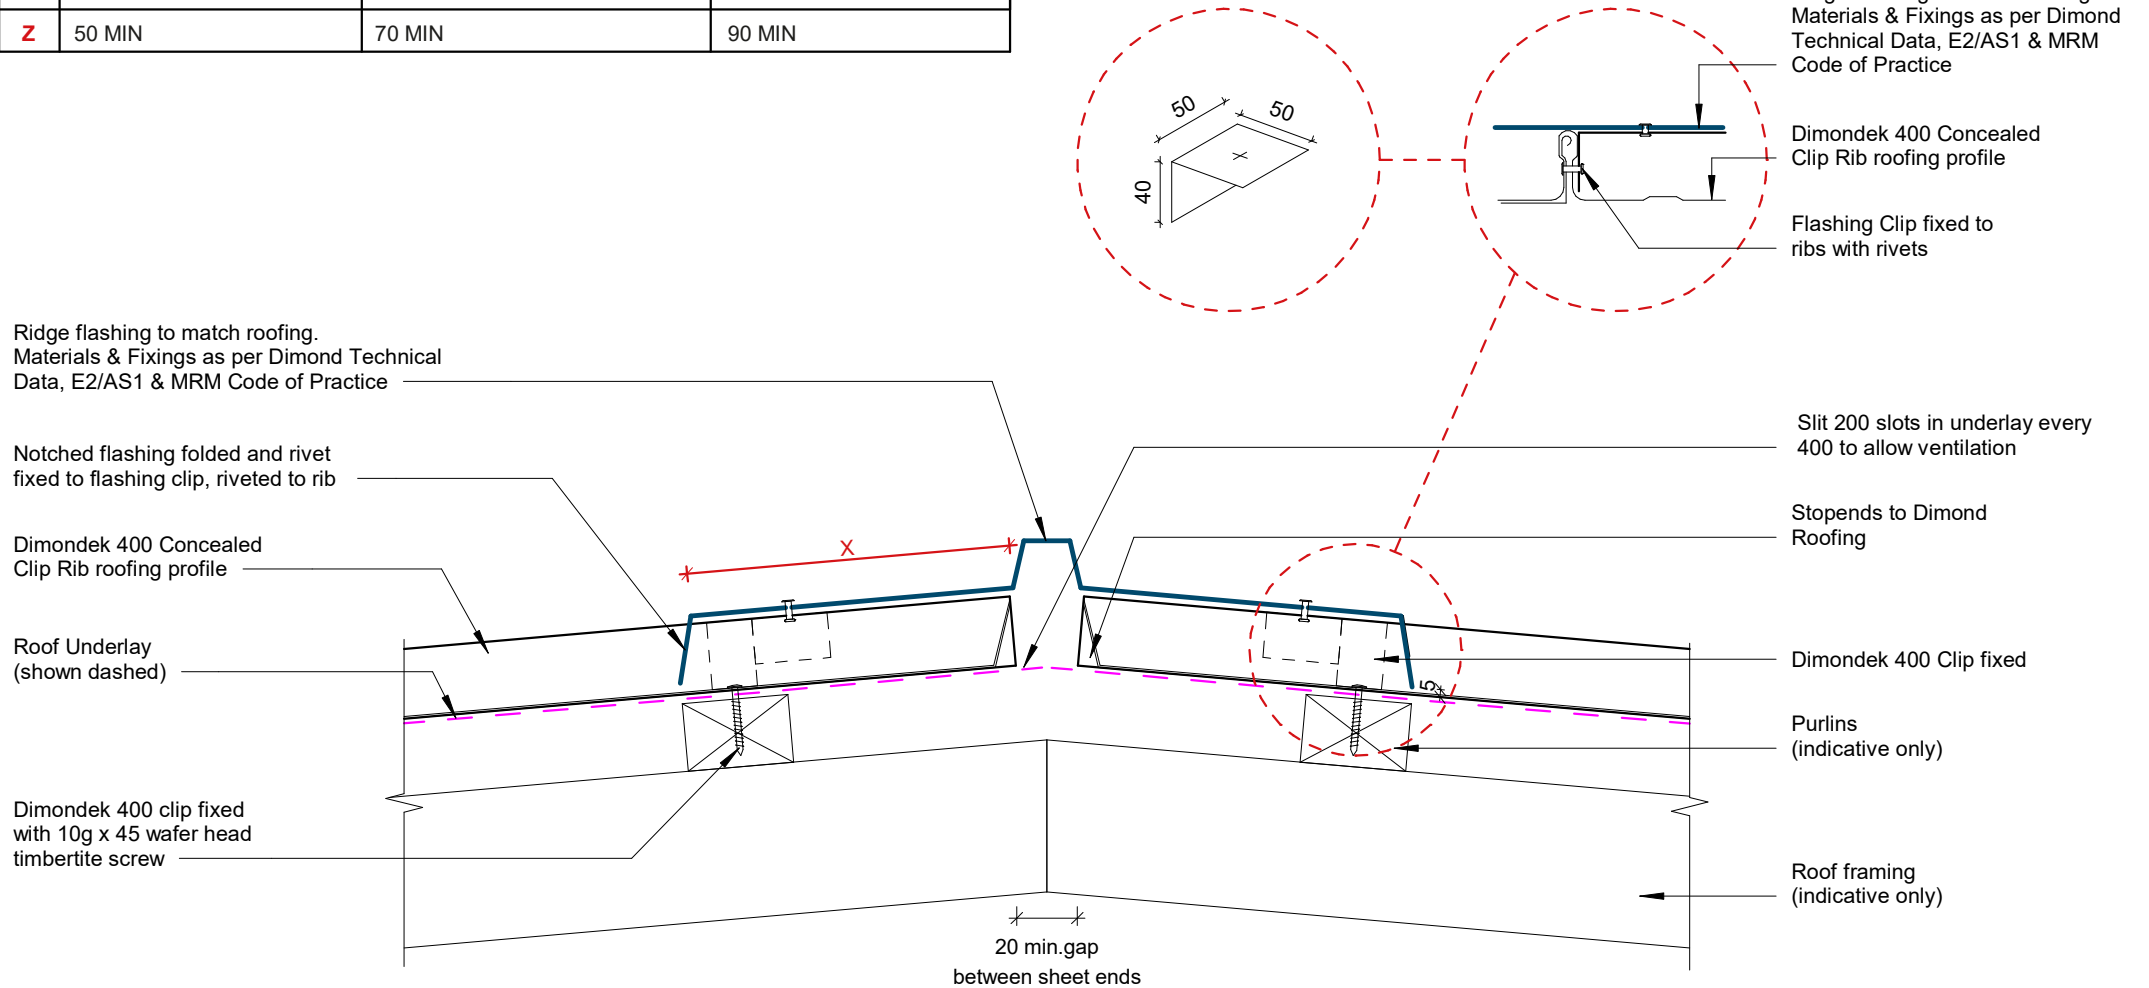 Z 50 MIN 70 MIN 90 MIN
Materials & Fixings as per Dimond
Technical Data, E2/AS1 & MRM
Code of Practice
50
50
40
Dimondek 400 Concealed
Clip Rib roofing profile
Flashing Clip fixed to
ribs with rivets
Ridge flashing to match roofing.
Materials & Fixings as per Dimond Technical
Data, E2/AS1 & MRM Code of Practice
Notched flashing folded and rivet
fixed to flashing clip, riveted to rib
Dimondek 400 Concealed
Clip Rib roofing profile
Roof Underlay
(shown dashed)
Dimondek 400 clip fixed
with 10g x 45 wafer head
timbertite screw
X
Slit 200 slots in underlay every
400 to allow ventilation
Stopends to Dimond
Roofing
Dimondek 400 Clip fixed
5
Purlins
(indicative only)
Roof framing
(indicative only)
20 min.gap
between sheet ends